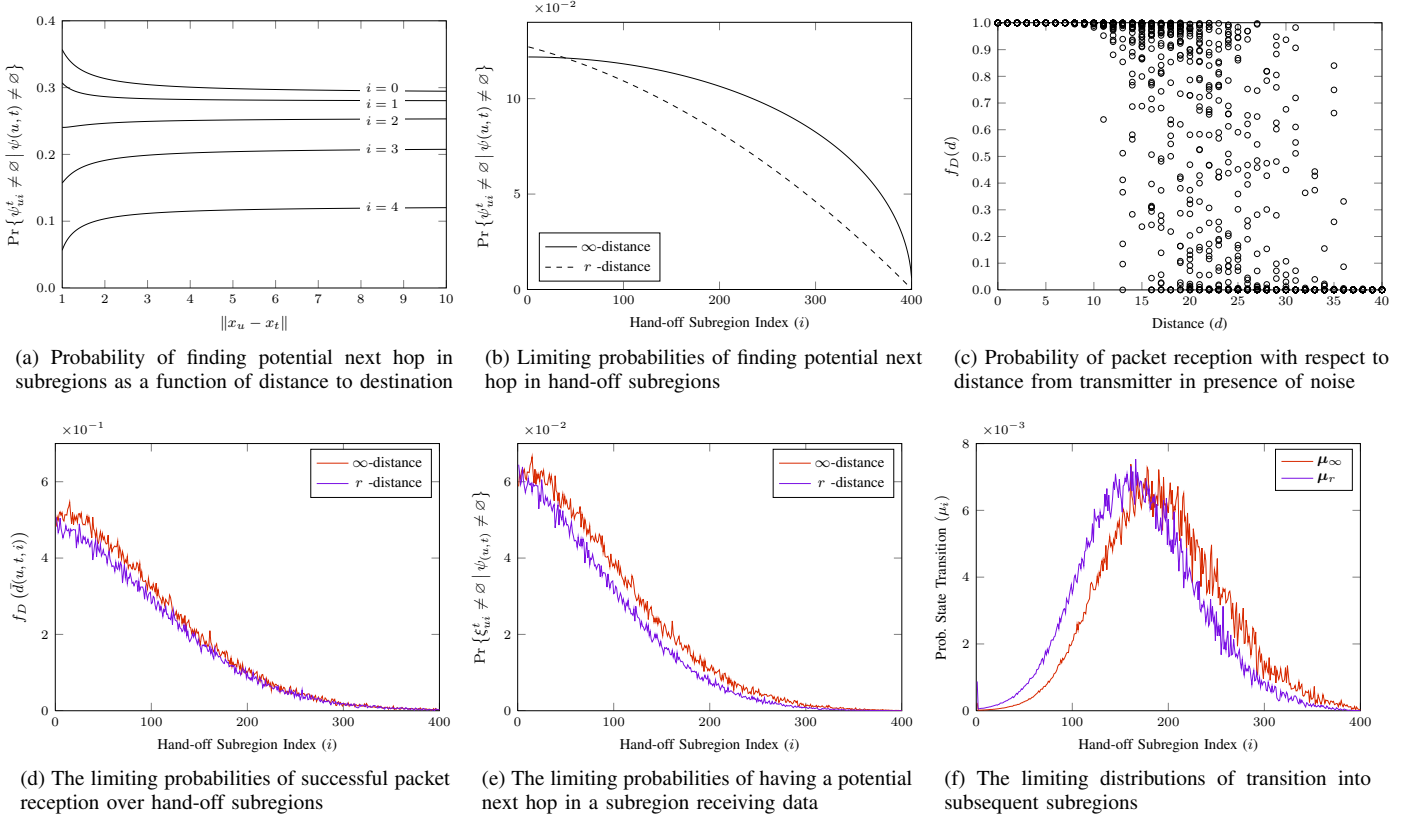 0.4
0.3
0.2
0.1
0.0
1 2 3 4 5 6 7 8 9 10
i = 0
i = 1
i = 2
i = 3
i = 4
Pr { ψ^t_{ui} ≠ ∅ | ψ(u, t) ≠ ∅ }
‖x_u − x_t‖
(a) Probability of finding potential next hop in
subregions as a function of distance to destination
×10⁻²
10
5
0
0 100 200 300 400
∞-distance
r -distance
Pr { ψ^t_{ui} ≠ ∅ | ψ(u, t) ≠ ∅ }
Hand-off Subregion Index (i)
(b) Limiting probabilities of finding potential next
hop in hand-off subregions
1.0
0.9
0.8
0.7
0.6
0.5
0.4
0.3
0.2
0.1
0.0
0 5 10 15 20 25 30 35 40
f_D(d)
Distance (d)
(c) Probability of packet reception with respect to
distance from transmitter in presence of noise
×10⁻¹
6
4
2
0
0 100 200 300 400
∞-distance
r -distance
f_D (d̄(u, t, i))
Hand-off Subregion Index (i)
(d) The limiting probabilities of successful packet
reception over hand-off subregions
×10⁻²
6
4
2
0
0 100 200 300 400
∞-distance
r -distance
Pr { ξ^t_{ui} ≠ ∅ | ψ_{(u,t)} ≠ ∅ }
Hand-off Subregion Index (i)
(e) The limiting probabilities of having a potential
next hop in a subregion receiving data
×10⁻³
8
6
4
2
0
0 100 200 300 400
μ_∞
μ_r
Prob. State Transition (μ_i)
Hand-off Subregion Index (i)
(f) The limiting distributions of transition into
subsequent subregions